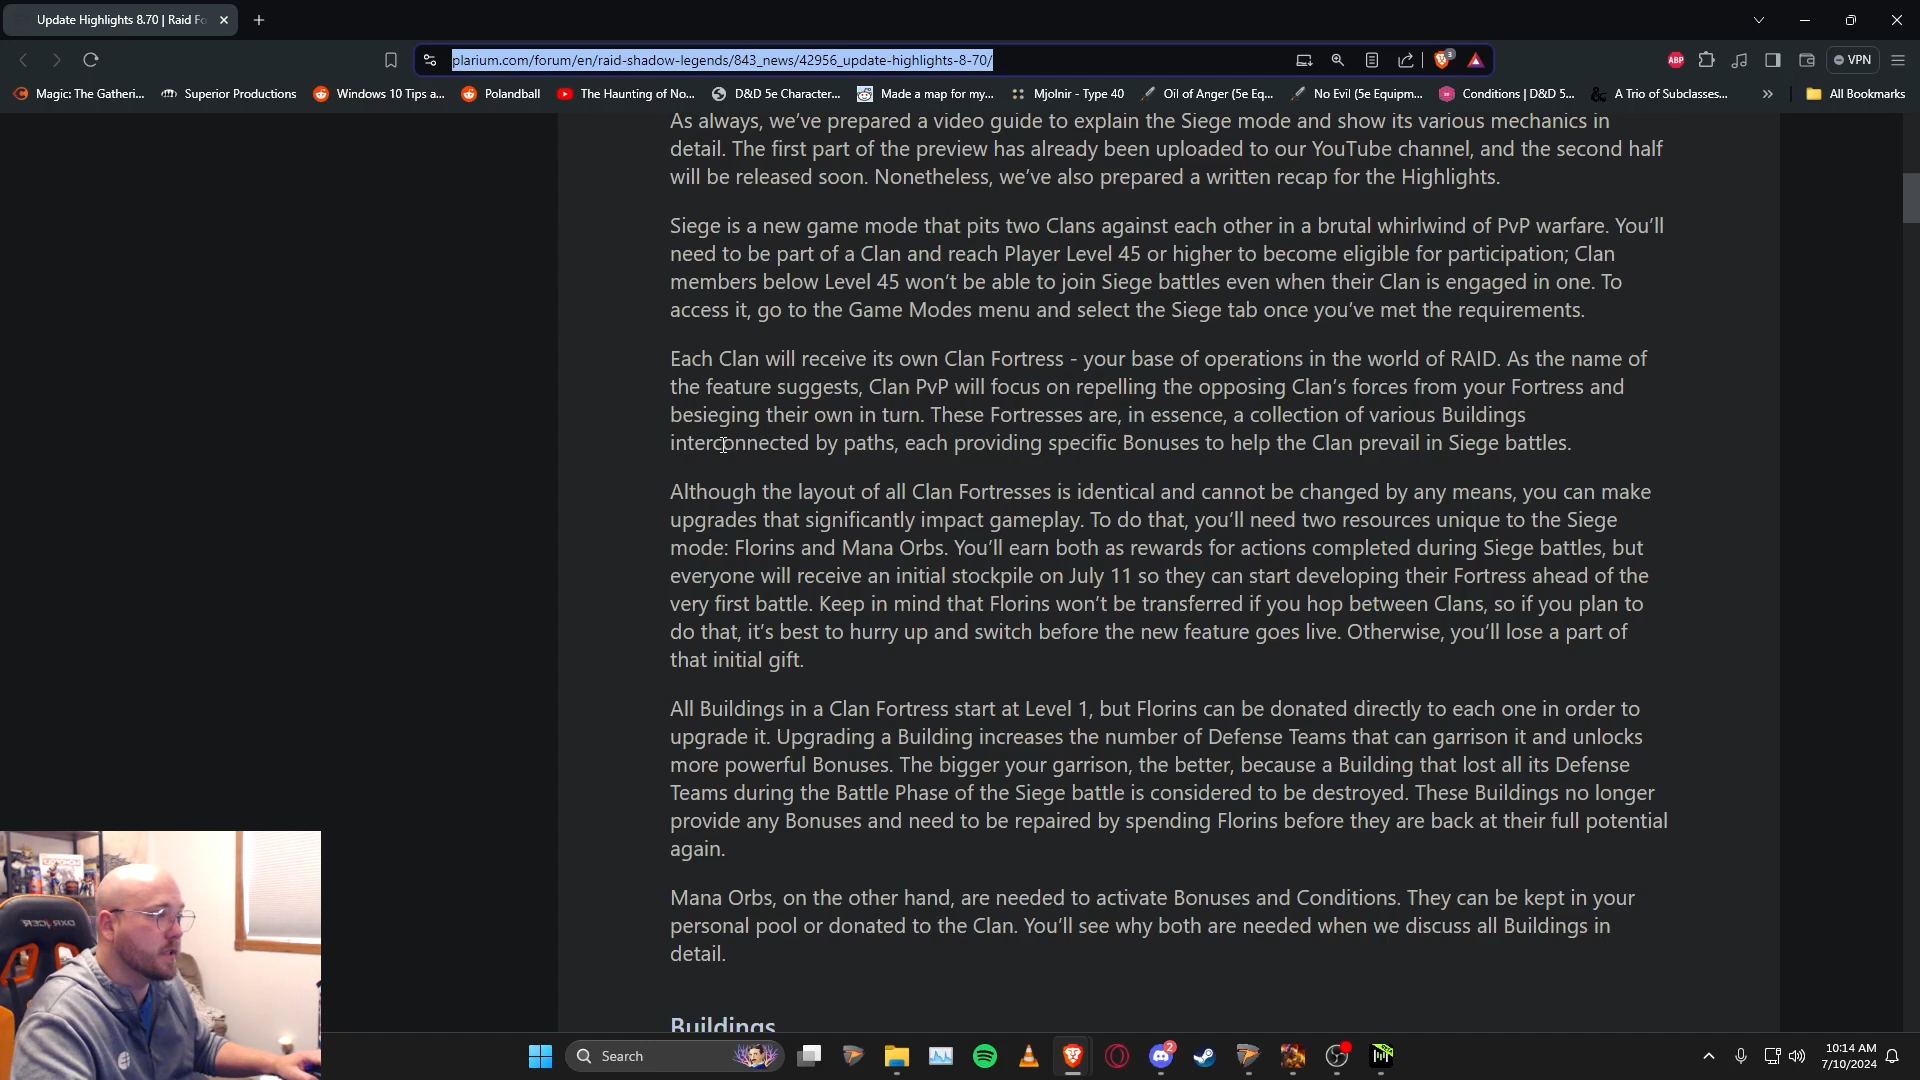 Update Highlights 8.70 | Raid Fo
plarium.com/forum/en/raid-shadow-legends/843_news/42956_update-highlights-8-70/
3
ABP
VPN
Magic: The Gatheri...
Superior Productions
Windows 10 Tips a...
Polandball
The Haunting of No...
D&D 5e Character...
Made a map for my...
Mjolnir - Type 40
Oil of Anger (5e Eq...
No Evil (5e Equipm...
Conditions | D&D 5...
A Trio of Subclasses...
»
All Bookmarks
As always, we've prepared a video guide to explain the Siege mode and show its various mechanics in
detail. The first part of the preview has already been uploaded to our YouTube channel, and the second half
will be released soon. Nonetheless, we've also prepared a written recap for the Highlights.
Siege is a new game mode that pits two Clans against each other in a brutal whirlwind of PvP warfare. You'll
need to be part of a Clan and reach Player Level 45 or higher to become eligible for participation; Clan
members below Level 45 won't be able to join Siege battles even when their Clan is engaged in one. To
access it, go to the Game Modes menu and select the Siege tab once you've met the requirements.
Each Clan will receive its own Clan Fortress - your base of operations in the world of RAID. As the name of
the feature suggests, Clan PvP will focus on repelling the opposing Clan's forces from your Fortress and
besieging their own in turn. These Fortresses are, in essence, a collection of various Buildings
interconnected by paths, each providing specific Bonuses to help the Clan prevail in Siege battles.
Although the layout of all Clan Fortresses is identical and cannot be changed by any means, you can make
upgrades that significantly impact gameplay. To do that, you'll need two resources unique to the Siege
mode: Florins and Mana Orbs. You'll earn both as rewards for actions completed during Siege battles, but
everyone will receive an initial stockpile on July 11 so they can start developing their Fortress ahead of the
very first battle. Keep in mind that Florins won't be transferred if you hop between Clans, so if you plan to
do that, it's best to hurry up and switch before the new feature goes live. Otherwise, you'll lose a part of
that initial gift.
All Buildings in a Clan Fortress start at Level 1, but Florins can be donated directly to each one in order to
upgrade it. Upgrading a Building increases the number of Defense Teams that can garrison it and unlocks
more powerful Bonuses. The bigger your garrison, the better, because a Building that lost all its Defense
Teams during the Battle Phase of the Siege battle is considered to be destroyed. These Buildings no longer
provide any Bonuses and need to be repaired by spending Florins before they are back at their full potential
again.
Mana Orbs, on the other hand, are needed to activate Bonuses and Conditions. They can be kept in your
personal pool or donated to the Clan. You'll see why both are needed when we discuss all Buildings in
detail.
Buildings
Search
2
10:14 AM
7/10/2024